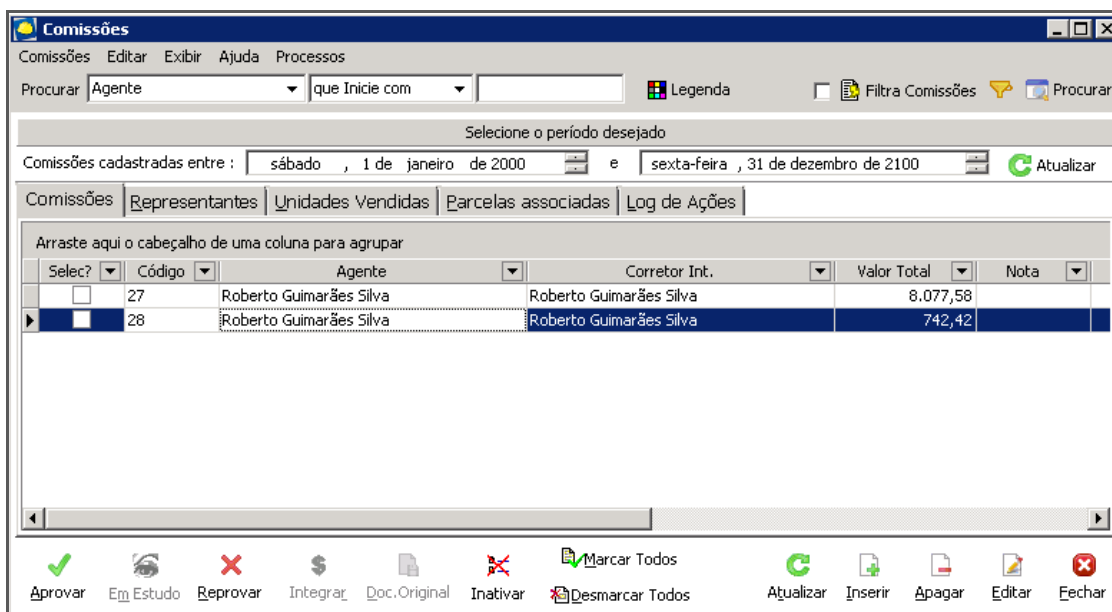 Comissões
Comissões Editar Exibir Ajuda Processos
Procurar Agente que Inicie com Legenda Filtra Comissões Procurar
Selecione o período desejado
Comissões cadastradas entre : sábado , 1 de janeiro de 2000 e sexta-feira , 31 de dezembro de 2100 Atualizar
Comissões Representantes Unidades Vendidas Parcelas associadas Log de Ações
Arraste aqui o cabeçalho de uma coluna para agrupar
Selec? Código Agente Corretor Int. Valor Total Nota
27 Roberto Guimarães Silva Roberto Guimarães Silva 8.077,58
28 Roberto Guimarães Silva Roberto Guimarães Silva 742,42
Marcar Todos
Aprovar Em Estudo Reprovar Integrar Doc.Original Inativar Desmarcar Todos Atualizar Inserir Apagar Editar Fechar